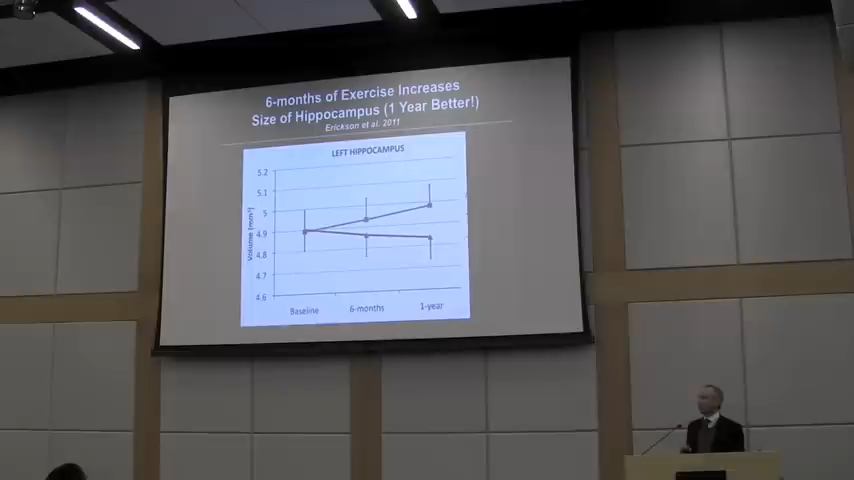 6-months of Exercise Increases
Size of Hippocampus (1 Year Better!)
Erickson et al. 2011
LEFT HIPPOCAMPUS
5.2
5.1
5
4.9
4.8
4.7
4.6
Volume (mm³)
Baseline 6-months 1-year